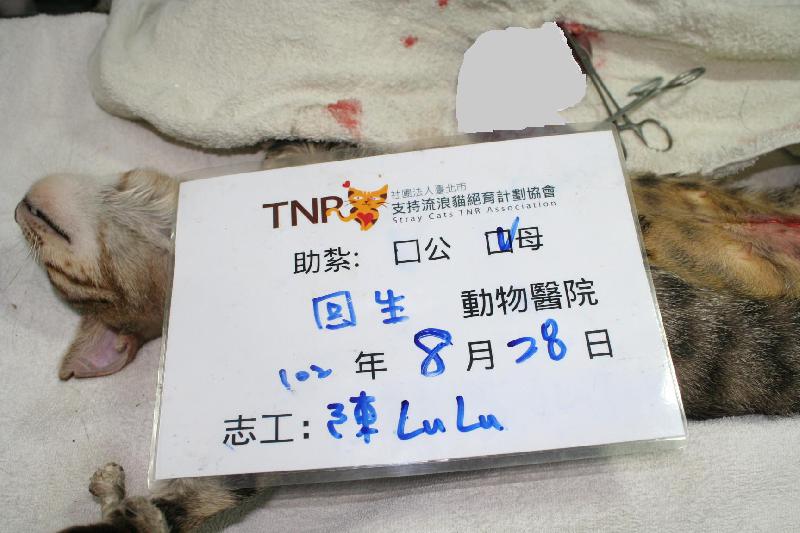 TNR 社團法人臺北市
支持流浪貓絕育計劃協會
Stray Cats TNR Association
助紮: □公 ☑母
回生 動物醫院
102 年 8 月 28 日
志工: 陳 LuLu